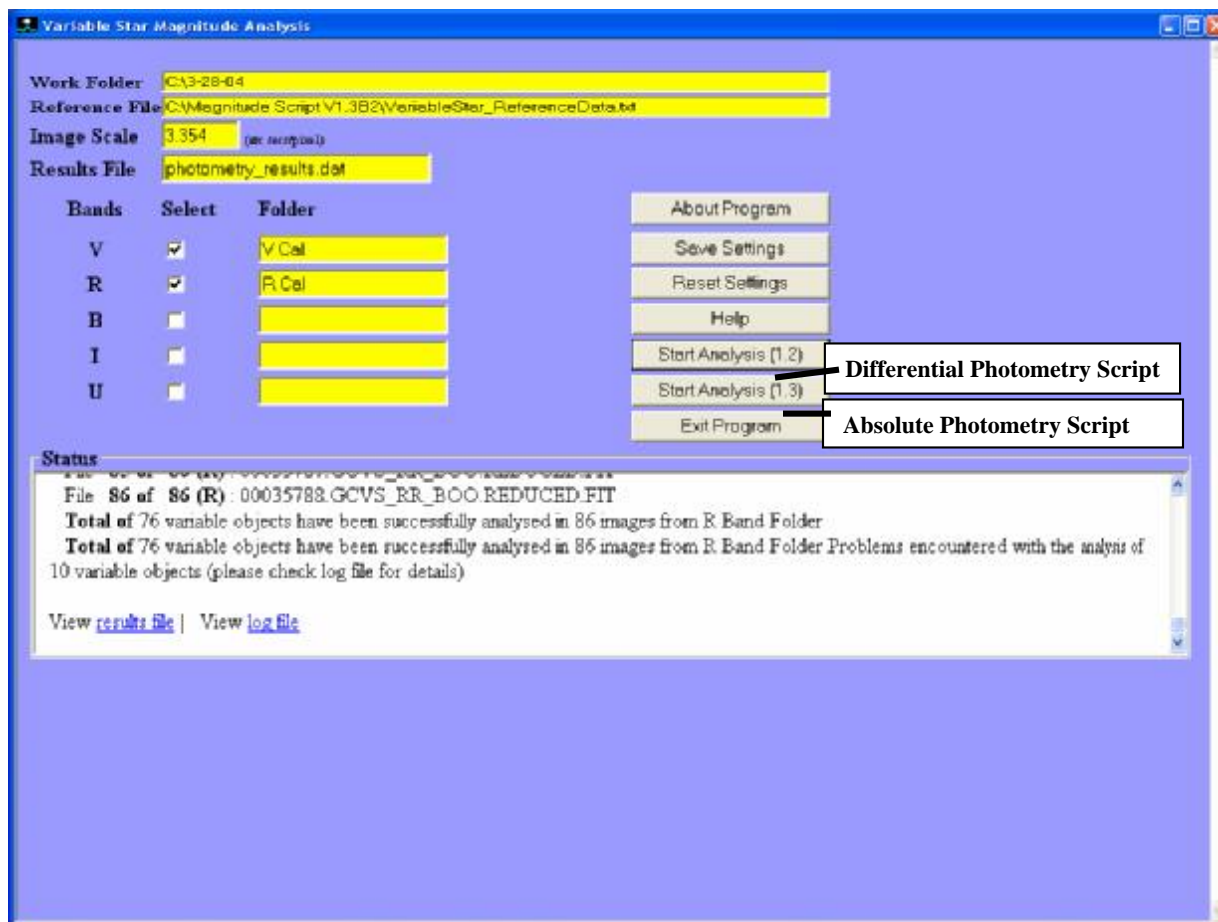 Variable Star Magnitude Analysis
Work Folder C:\3-28-04
Reference File C:\Magnitude Script V1.3B2\VariableStar_ReferenceData.txt
Image Scale 3.354 (arc secs/pixel)
Results File photometry_results.dat
Bands Select Folder About Program
V V Cal Save Settings
R R Cal Reset Settings
B Help
I Start Analysis (1.2) Differential Photometry Script
U Start Analysis (1.3)
Exit Program Absolute Photometry Script
Status
File 86 of 86 (R) : 00035788.GCVS_RR_BOO.REDUCED.FIT
Total of 76 variable objects have been successfully analysed in 86 images from R Band Folder
Total of 76 variable objects have been successfully analysed in 86 images from R Band Folder Problems encountered with the analysis of
10 variable objects (please check log file for details)
View results file | View log file